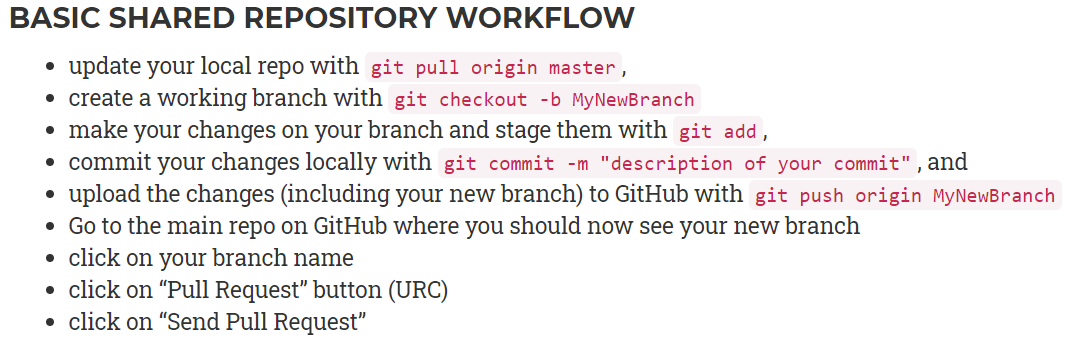 BASIC SHARED REPOSITORY WORKFLOW
• update your local repo with git pull origin master,
• create a working branch with git checkout -b MyNewBranch
• make your changes on your branch and stage them with git add,
• commit your changes locally with git commit -m "description of your commit", and
• upload the changes (including your new branch) to GitHub with git push origin MyNewBranch
• Go to the main repo on GitHub where you should now see your new branch
• click on your branch name
• click on “Pull Request” button (URC)
• click on “Send Pull Request”